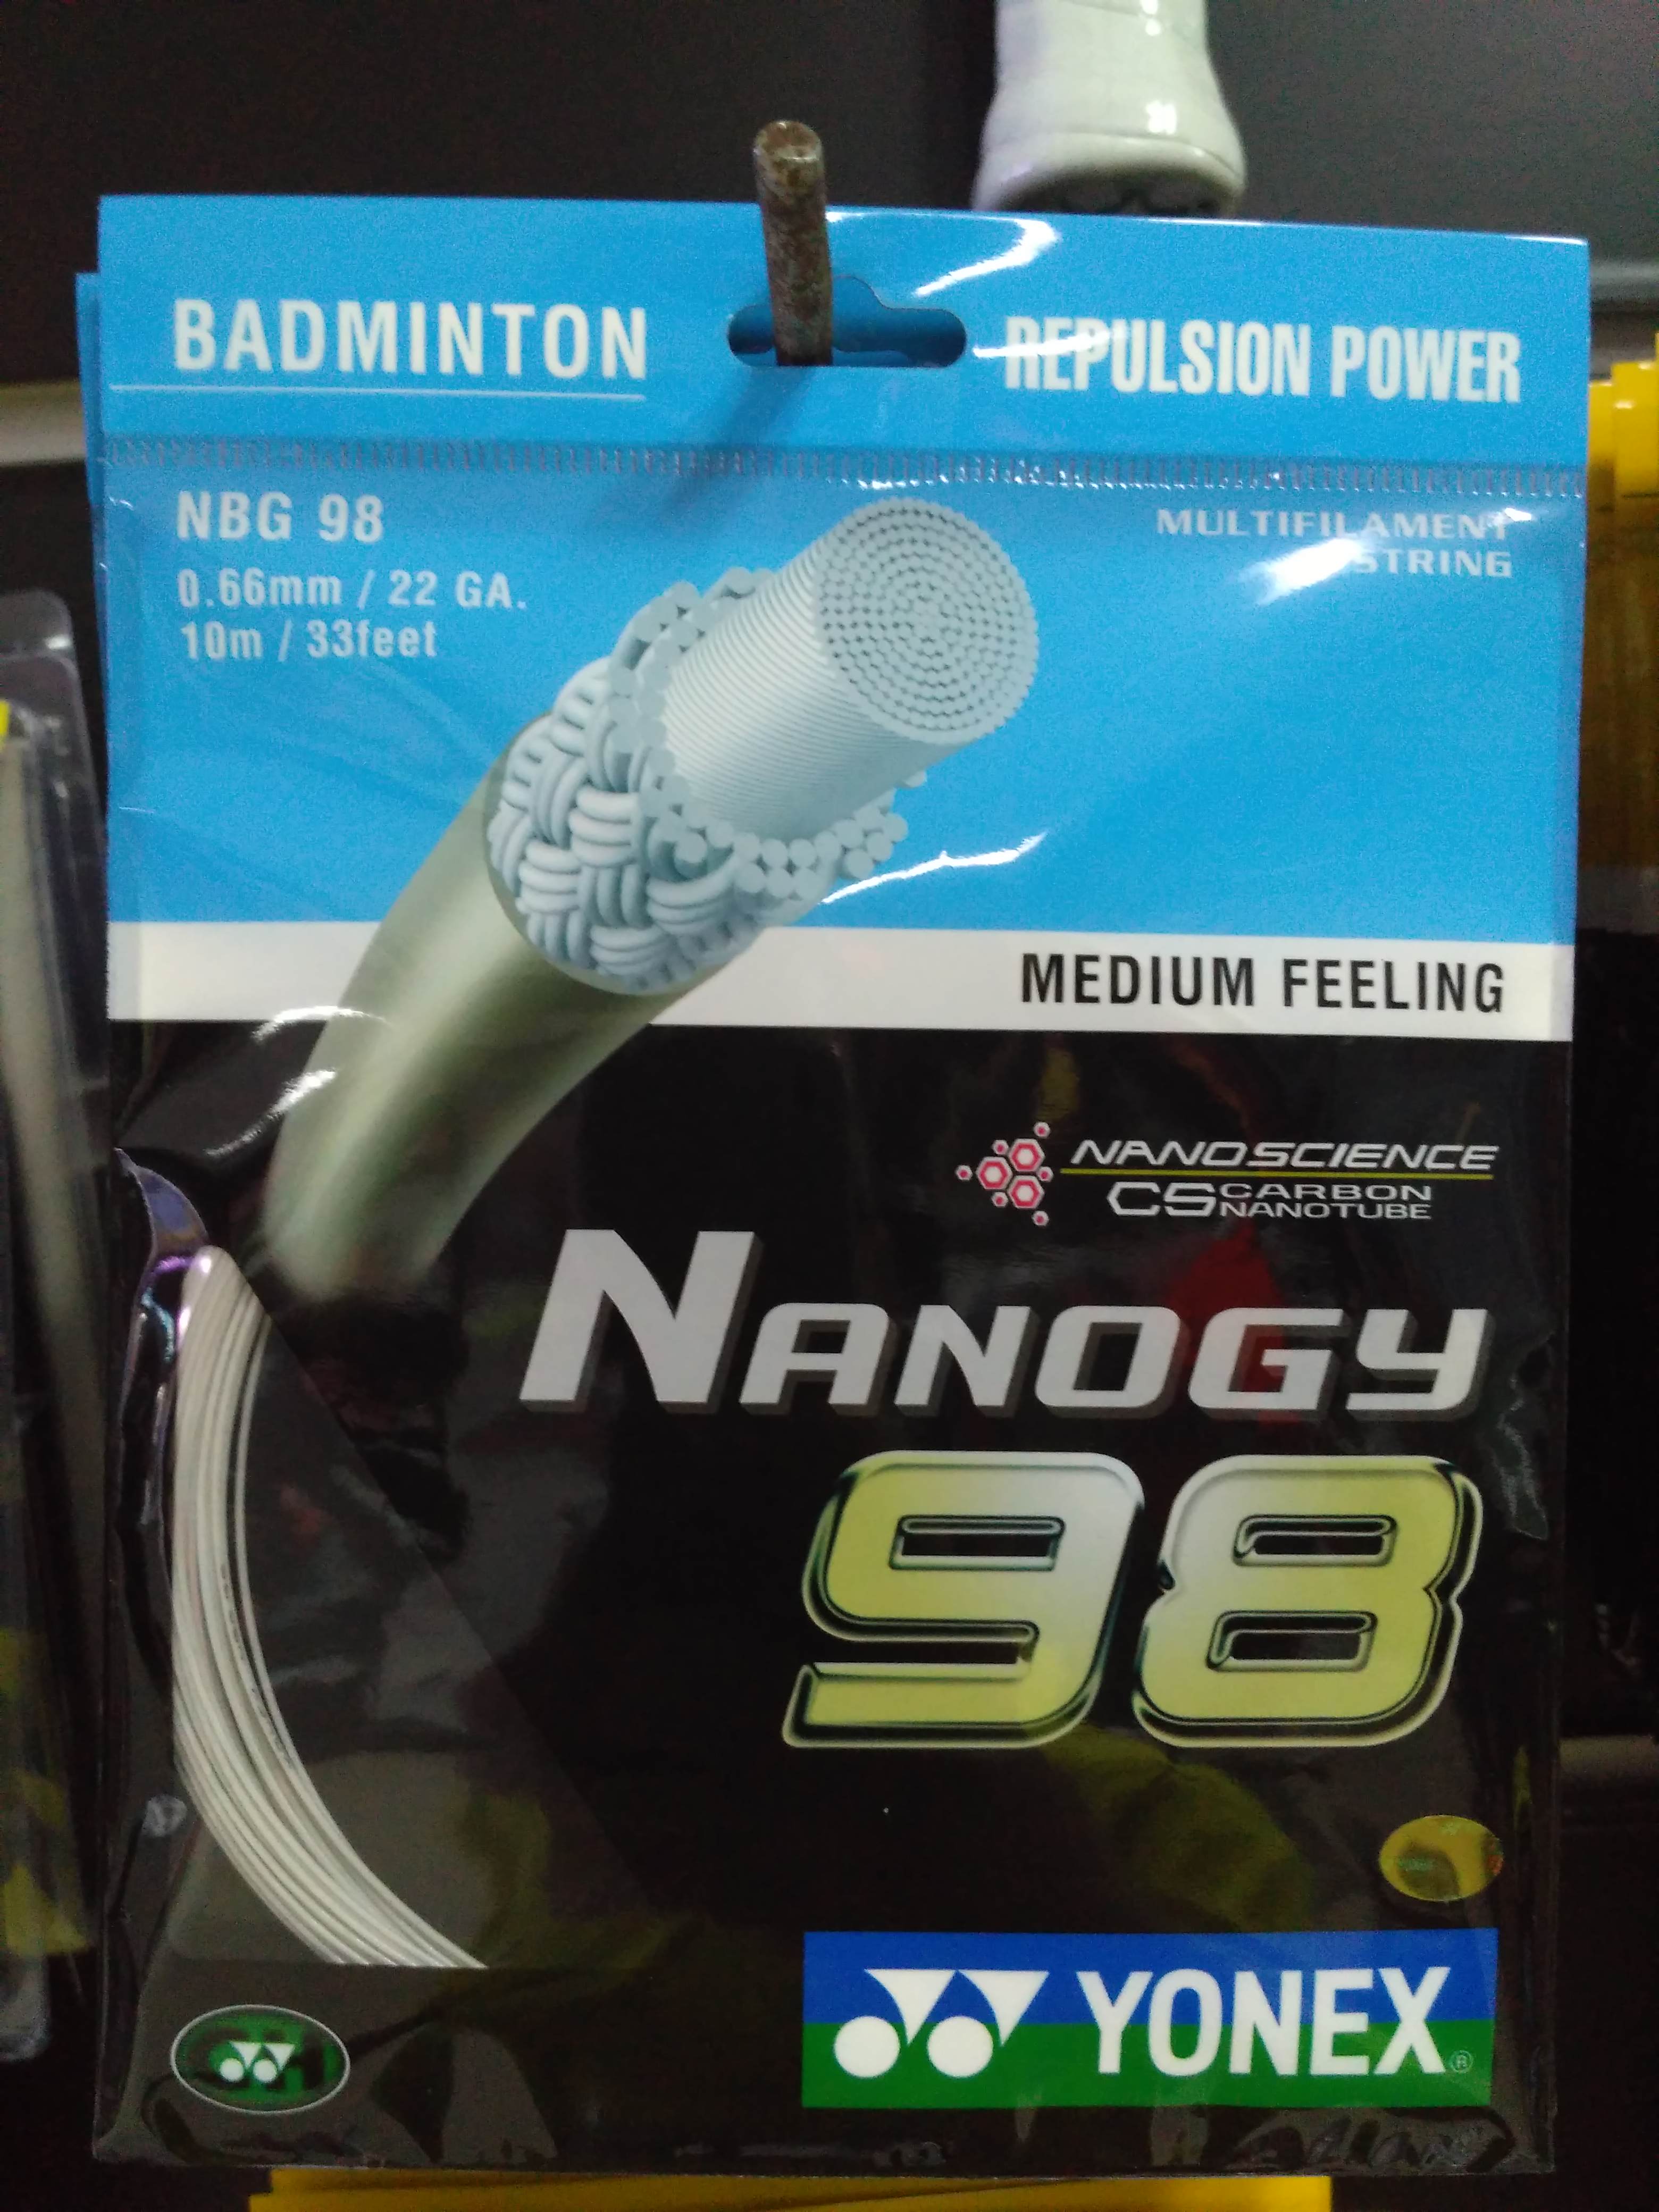 BADMINTON
REPULSION POWER
NBG 98
0.66mm / 22 GA.
10m / 33feet
MULTIFILAMENT
STRING
MEDIUM FEELING
NANOSCIENCE
CS CARBON
NANOTUBE
NANOGY
98
YONEX®